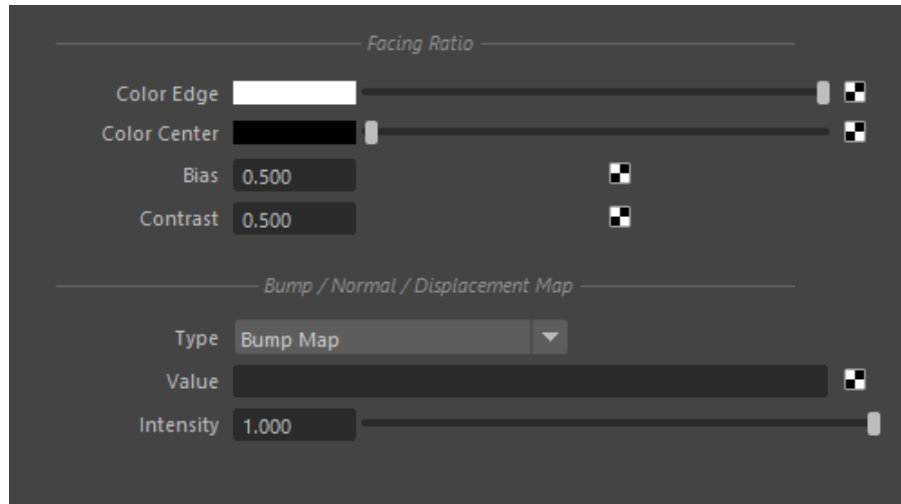 Facing Ratio
Color Edge
Color Center
Bias 0.500
Contrast 0.500
Bump / Normal / Displacement Map
Type Bump Map
Value
Intensity 1.000